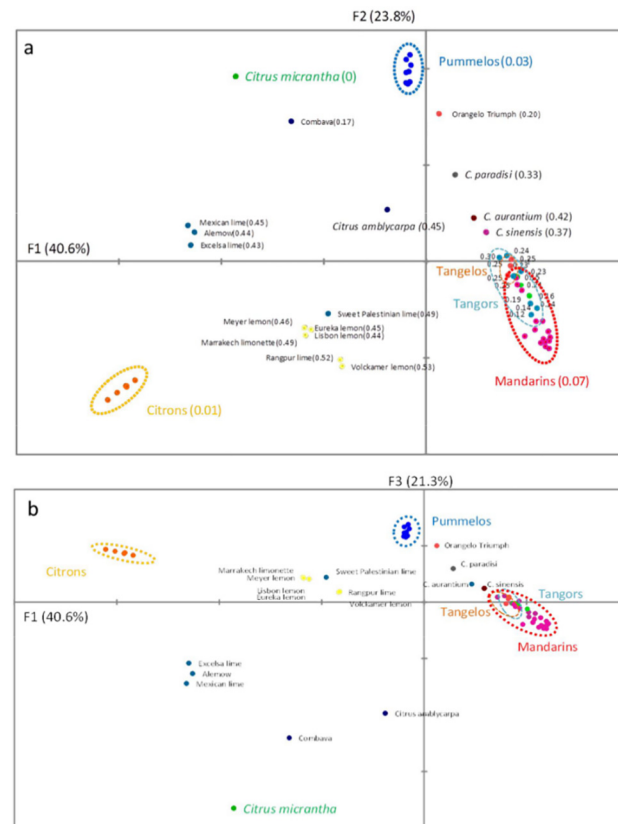 F2 (23.8%)
a
Pummelos (0.03)
Citrus micrantha (0)
Orangelo Triumph (0.20)
Combava(0.17)
C. paradisi (0.33)
Mexican lime(0.45)
Alemow(0.44)
Excelsa lime(0.43)
Citrus amblycarpa (0.45)
C. aurantium (0.42)
C. sinensis (0.37)
F1 (40.6%)
Tangelos
Tangors
Sweet Palestinian lime(0.49)
Meyer lemon(0.46)
Eureka lemon(0.45)
Lisbon lemon(0.44)
Marrakech limonette(0.49)
Rangpur lime(0.52)
Volckamer lemon(0.53)
Mandarins (0.07)
Citrons (0.01)
F3 (21.3%)
b
Pummelos
Citrons
Orangelo Triumph
C. paradisi
Marrakech limonette
Meyer lemon
Sweet Palestinian lime
C. aurantium
C. sinensis
Lisbon lemon
Eureka lemon
Rangpur lime
Volckamer lemon
Tangors
Tangelos
F1 (40.6%)
Mandarins
Excelsa lime
Alemow
Mexican lime
Citrus amblycarpa
Combava
Citrus micrantha